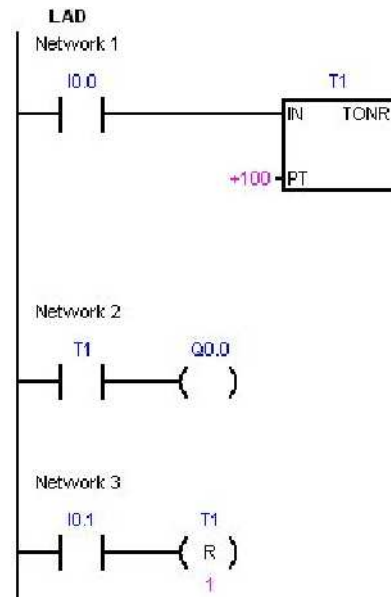 LAD
Network 1
I0.0
T1
IN TONR
+100 PT
Network 2
T1 Q0.0
Network 3
I0.1 T1
R
1